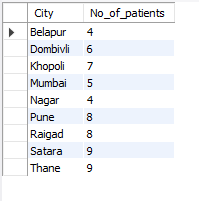 City No_of_patients
Belapur 4
Dombivli 6
Khopoli 7
Mumbai 5
Nagar 4
Pune 8
Raigad 8
Satara 9
Thane 9